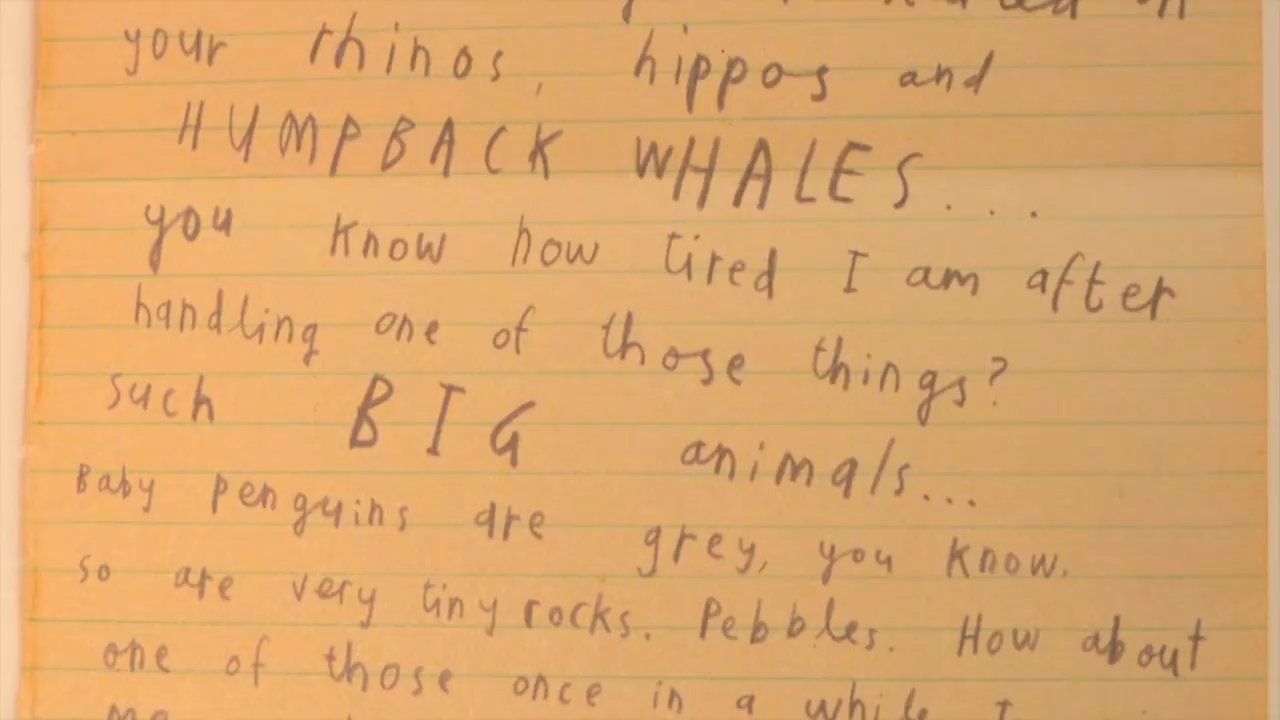 your rhinos, hippos and
HUMPBACK WHALES...
you know how tired I am after
handling one of those things?
such BIG animals...
Baby penguins are grey, you know.
so are very tiny rocks. Pebbles. How about
one of those once in a while